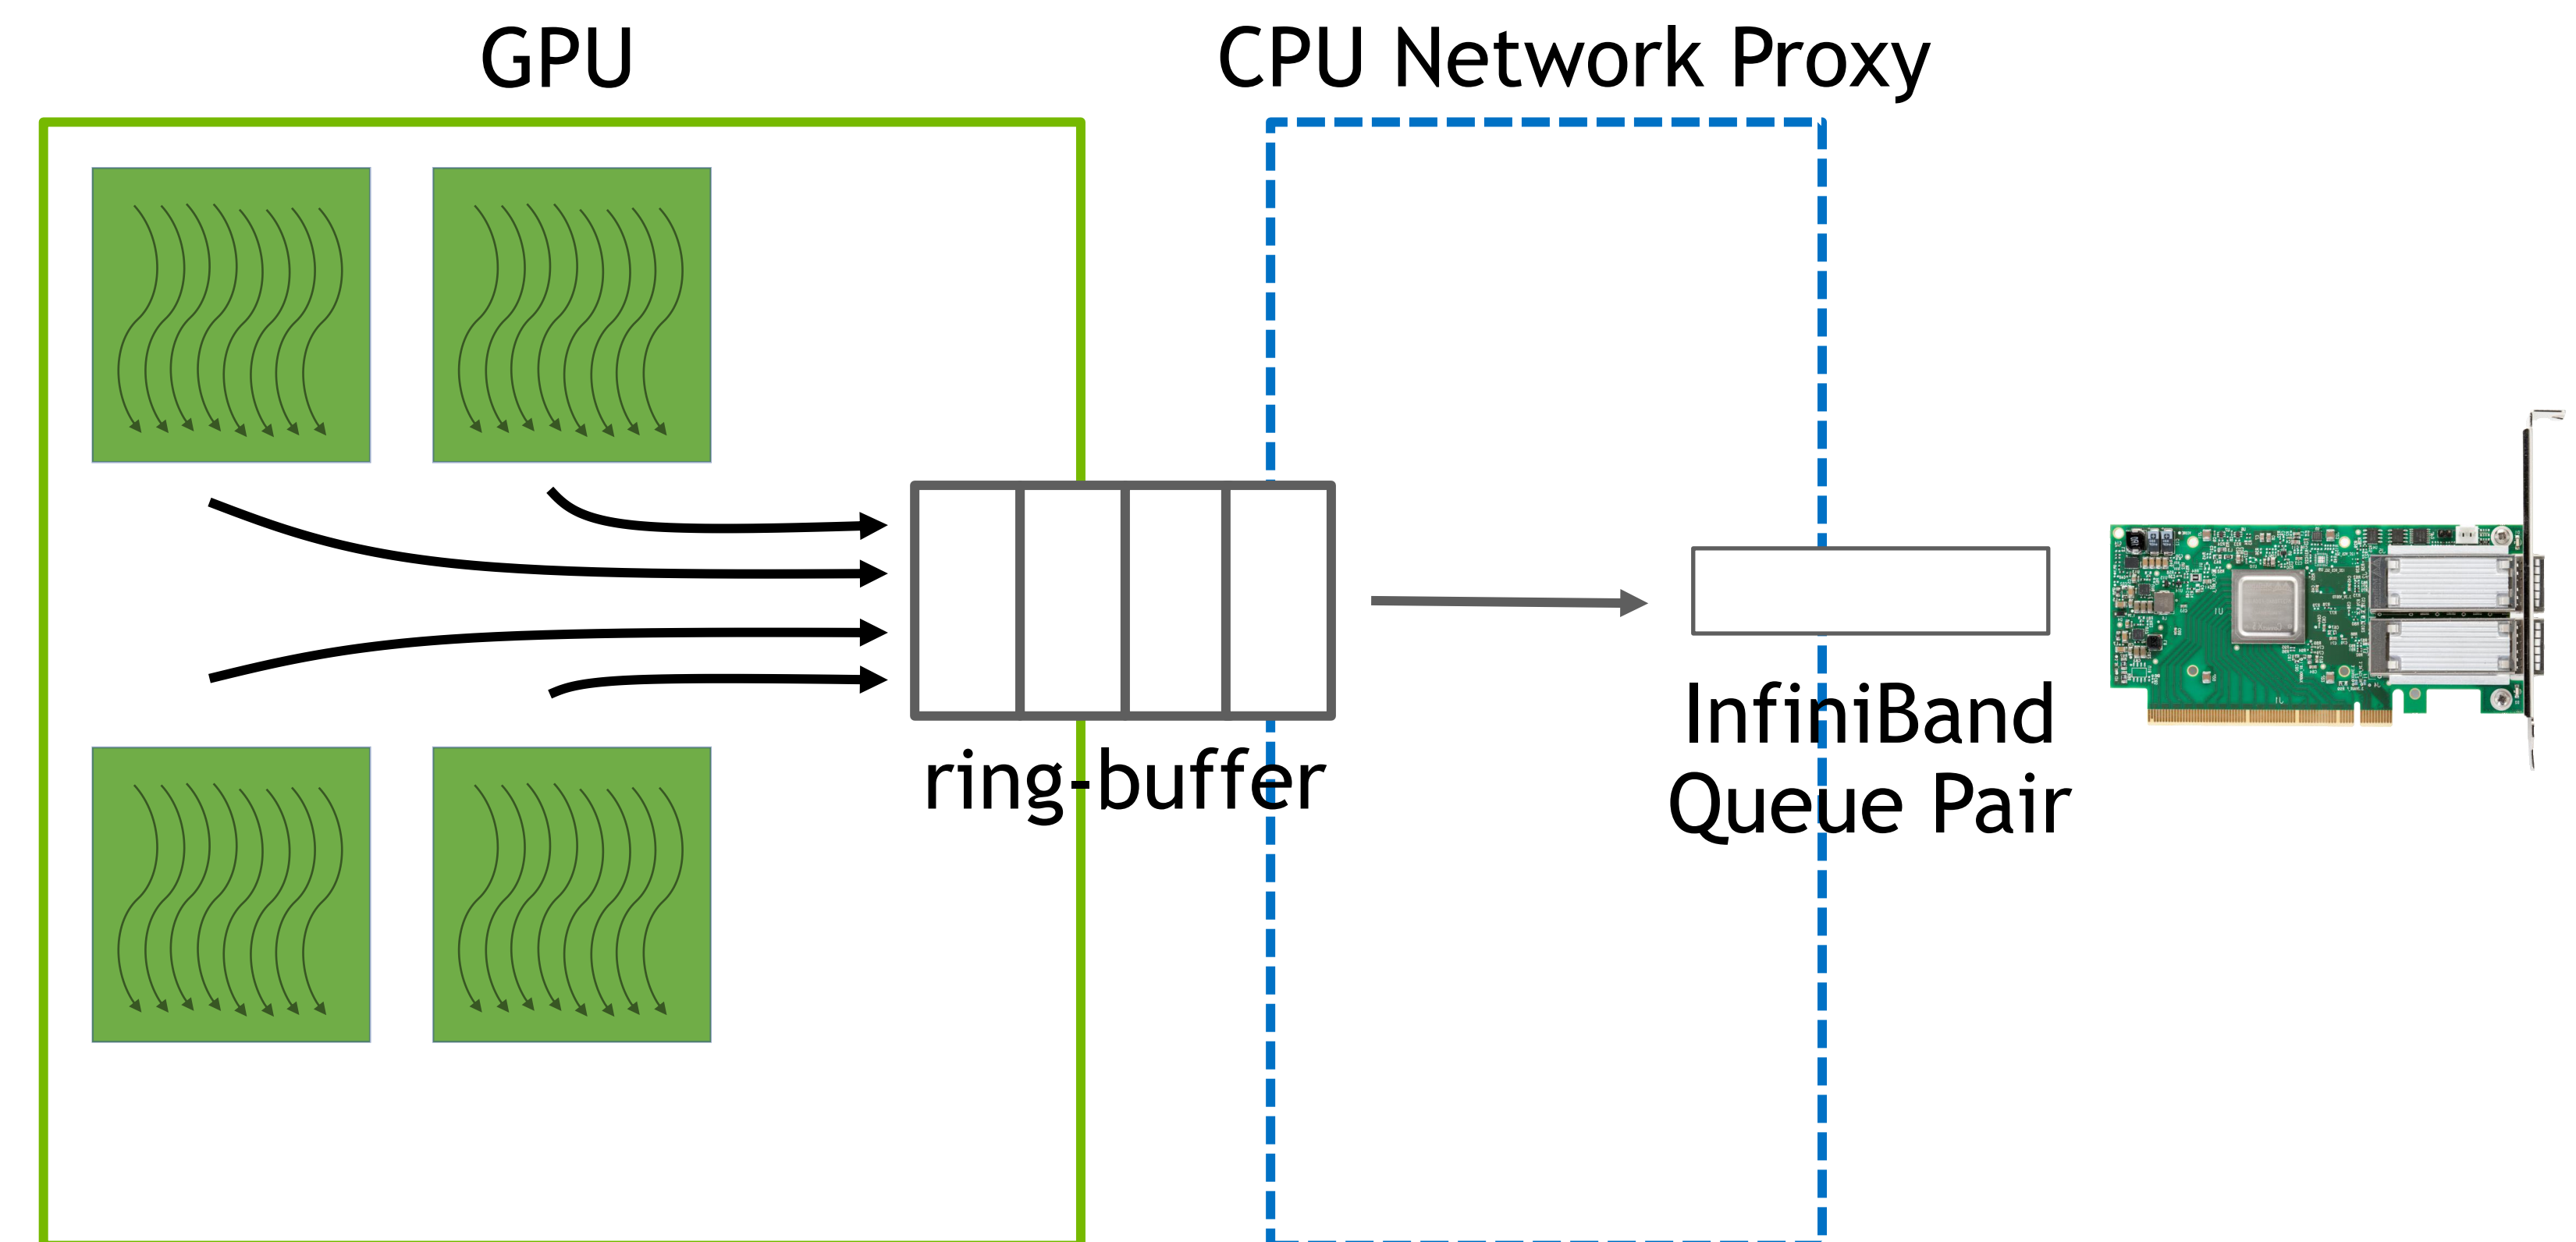 GPU
CPU Network Proxy
ring-buffer
InfiniBand
Queue Pair